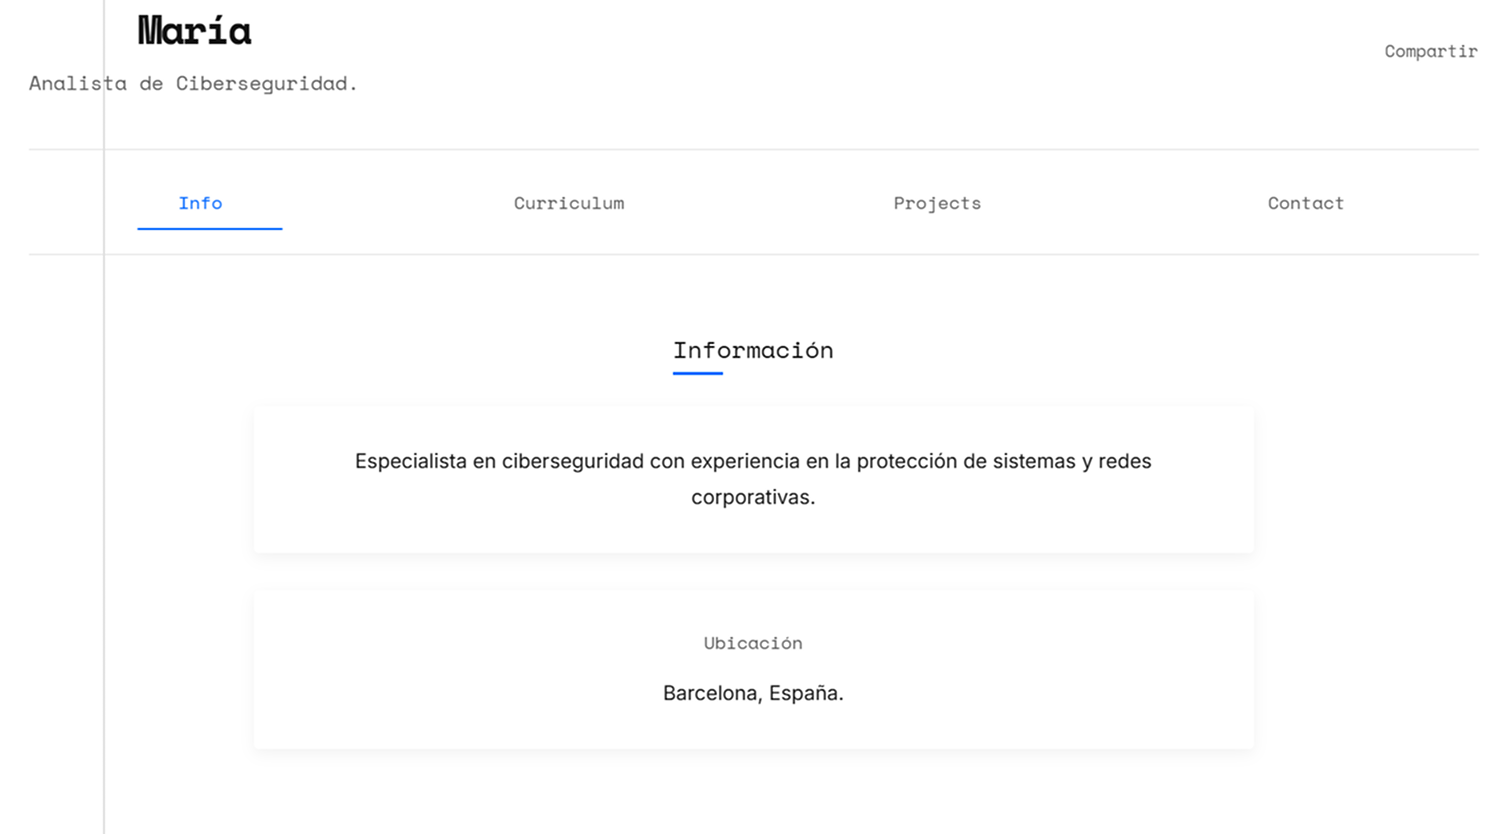 María
Compartir
Analista de Ciberseguridad.
Info
Curriculum
Projects
Contact
Información
Especialista en ciberseguridad con experiencia en la protección de sistemas y redes
corporativas.
Ubicación
Barcelona, España.